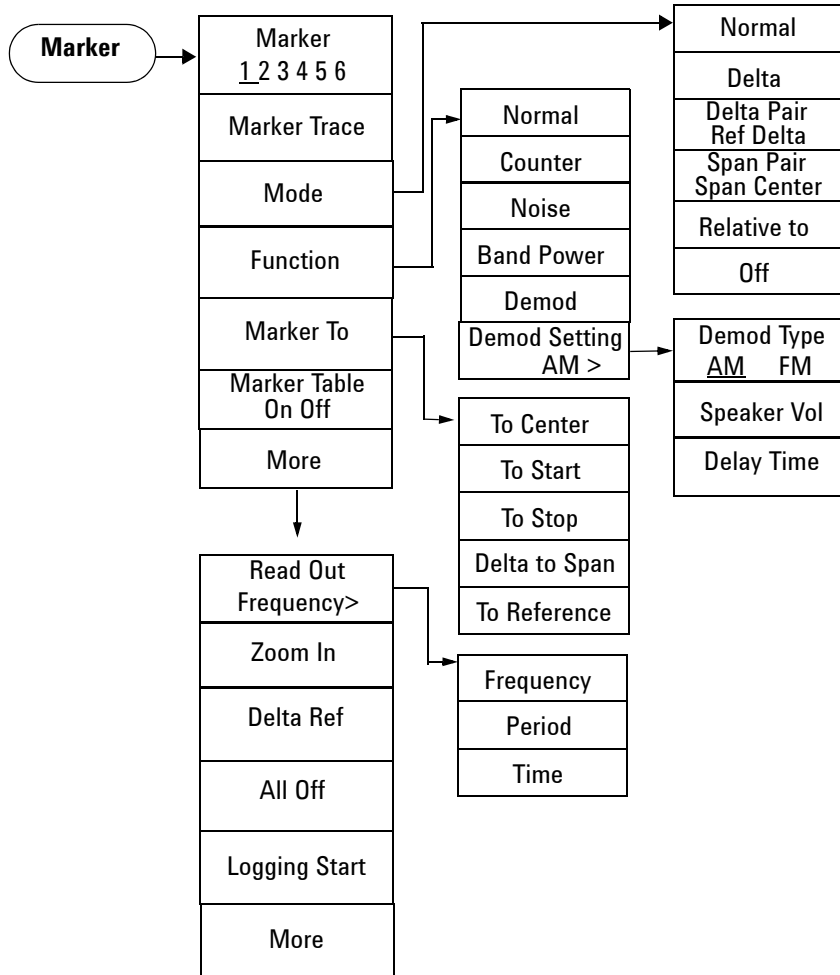 Marker
Marker
1 2 3 4 5 6
Marker Trace
Mode
Function
Marker To
Marker Table
On Off
More
Normal
Counter
Noise
Band Power
Demod
Demod Setting
AM >
Normal
Delta
Delta Pair
Ref Delta
Span Pair
Span Center
Relative to
Off
Demod Type
AM FM
Speaker Vol
Delay Time
To Center
To Start
To Stop
Delta to Span
To Reference
Read Out
Frequency>
Zoom In
Delta Ref
All Off
Logging Start
More
Frequency
Period
Time